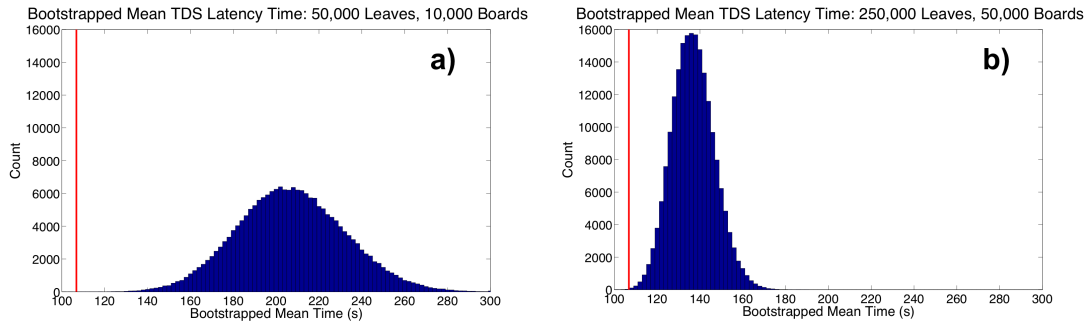 Bootstrapped Mean TDS Latency Time: 50,000 Leaves, 10,000 Boards
a)
16000
14000
12000
10000
8000
6000
4000
2000
0
Count
100 120 140 160 180 200 220 240 260 280 300
Bootstrapped Mean Time (s)
Bootstrapped Mean TDS Latency Time: 250,000 Leaves, 50,000 Boards
b)
16000
14000
12000
10000
8000
6000
4000
2000
0
Count
100 120 140 160 180 200 220 240 260 280 300
Bootstrapped Mean Time (s)